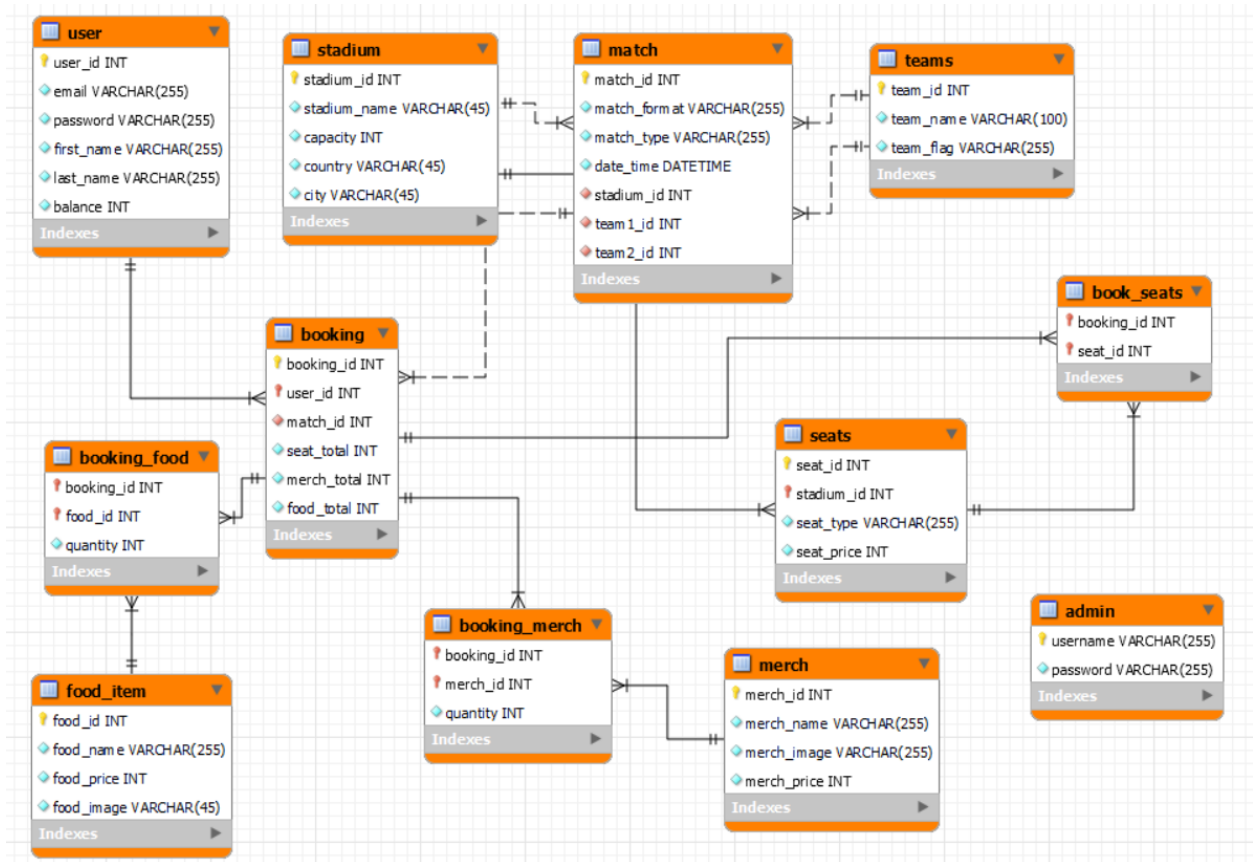 user
user_id INT
email VARCHAR(255)
password VARCHAR(255)
first_name VARCHAR(255)
last_name VARCHAR(255)
balance INT
Indexes
stadium
stadium_id INT
stadium_name VARCHAR(45)
capacity INT
country VARCHAR(45)
city VARCHAR(45)
Indexes
match
match_id INT
match_format VARCHAR(255)
match_type VARCHAR(255)
date_time DATETIME
stadium_id INT
team1_id INT
team2_id INT
Indexes
teams
team_id INT
team_name VARCHAR(100)
team_flag VARCHAR(255)
Indexes
booking
booking_id INT
user_id INT
match_id INT
seat_total INT
merch_total INT
food_total INT
Indexes
book_seats
booking_id INT
seat_id INT
Indexes
booking_food
booking_id INT
food_id INT
quantity INT
Indexes
seats
seat_id INT
stadium_id INT
seat_type VARCHAR(255)
seat_price INT
Indexes
food_item
food_id INT
food_name VARCHAR(255)
food_price INT
food_image VARCHAR(45)
Indexes
booking_merch
booking_id INT
merch_id INT
quantity INT
Indexes
merch
merch_id INT
merch_name VARCHAR(255)
merch_image VARCHAR(255)
merch_price INT
Indexes
admin
username VARCHAR(255)
password VARCHAR(255)
Indexes